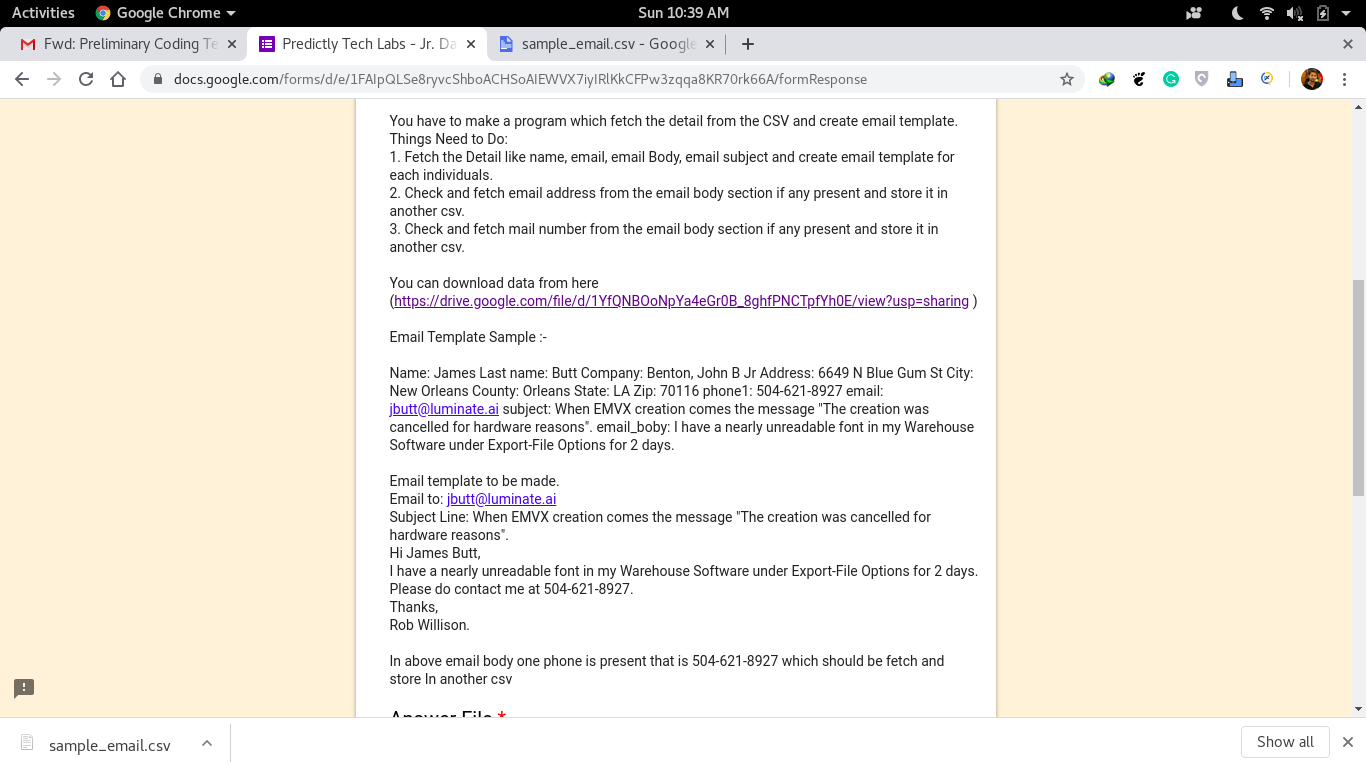 Activities Google Chrome Sun 10:39 AM
Fwd: Preliminary Coding Te Predictly Tech Labs - Jr. Da sample_email.csv - Google
docs.google.com/forms/d/e/1FAIpQLSe8ryvcShboACHSoAIEWVX7iyIRlKkCFPw3zqqa8KR70rk66A/formResponse
You have to make a program which fetch the detail from the CSV and create email template.
Things Need to Do:
1. Fetch the Detail like name, email, email Body, email subject and create email template for
each individuals.
2. Check and fetch email address from the email body section if any present and store it in
another csv.
3. Check and fetch mail number from the email body section if any present and store it in
another csv.
You can download data from here
(https://drive.google.com/file/d/1YfQNBOoNpYa4eGr0B_8ghfPNCTpfYh0E/view?usp=sharing )
Email Template Sample :-
Name: James Last name: Butt Company: Benton, John B Jr Address: 6649 N Blue Gum St City:
New Orleans County: Orleans State: LA Zip: 70116 phone1: 504-621-8927 email:
jbutt@luminate.ai subject: When EMVX creation comes the message "The creation was
cancelled for hardware reasons". email_boby: I have a nearly unreadable font in my Warehouse
Software under Export-File Options for 2 days.
Email template to be made.
Email to: jbutt@luminate.ai
Subject Line: When EMVX creation comes the message "The creation was cancelled for
hardware reasons".
Hi James Butt,
I have a nearly unreadable font in my Warehouse Software under Export-File Options for 2 days.
Please do contact me at 504-621-8927.
Thanks,
Rob Willison.
In above email body one phone is present that is 504-621-8927 which should be fetch and
store In another csv
Answer File *
sample_email.csv Show all